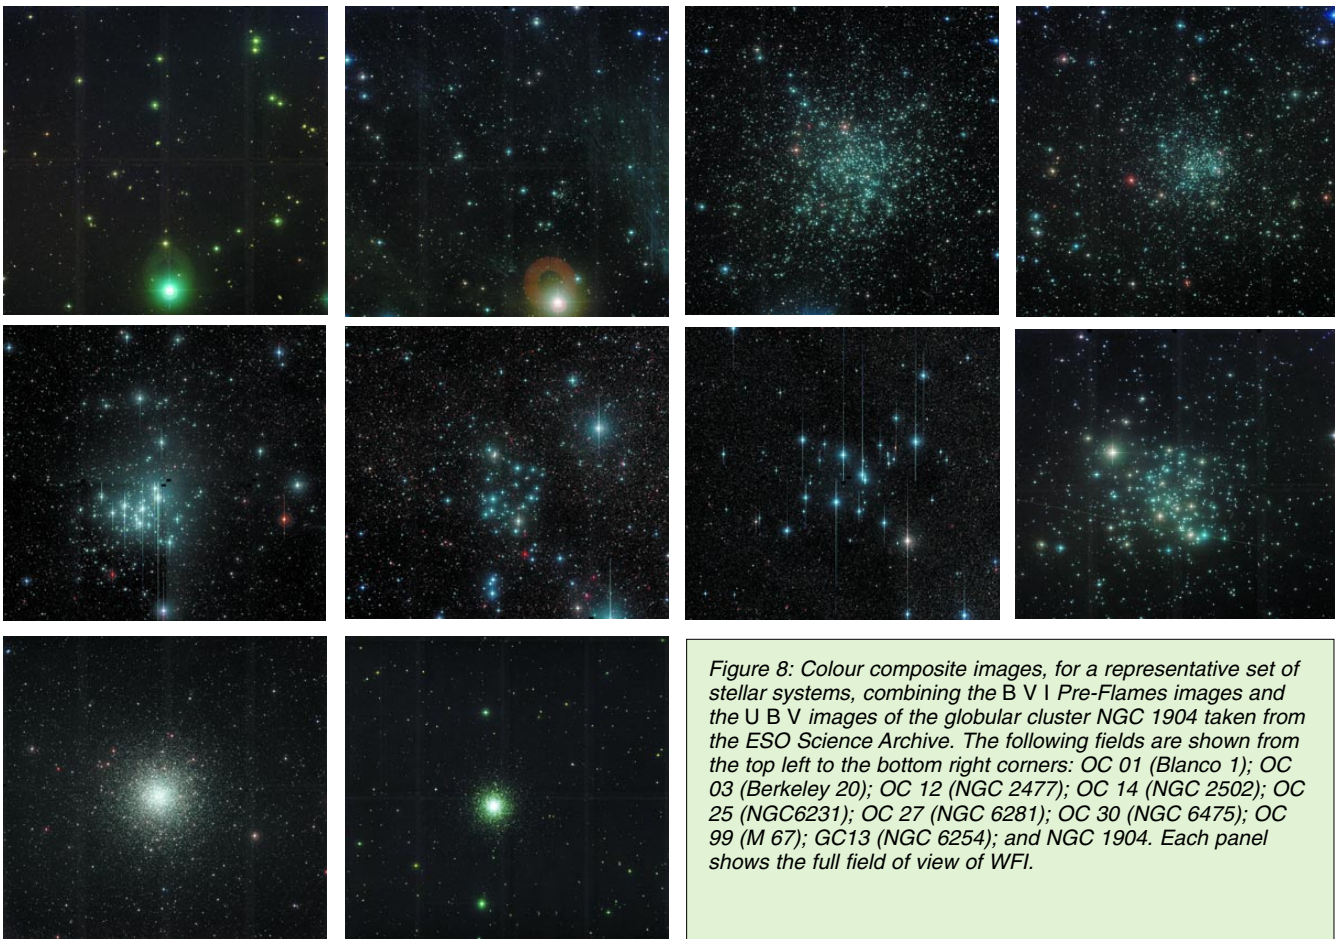 Figure 8: Colour composite images, for a representative set of
stellar systems, combining the B V I Pre-Flames images and
the U B V images of the globular cluster NGC 1904 taken from
the ESO Science Archive. The following fields are shown from
the top left to the bottom right corners: OC 01 (Blanco 1); OC
03 (Berkeley 20); OC 12 (NGC 2477); OC 14 (NGC 2502); OC
25 (NGC6231); OC 27 (NGC 6281); OC 30 (NGC 6475); OC
99 (M 67); GC13 (NGC 6254); and NGC 1904. Each panel
shows the full field of view of WFI.